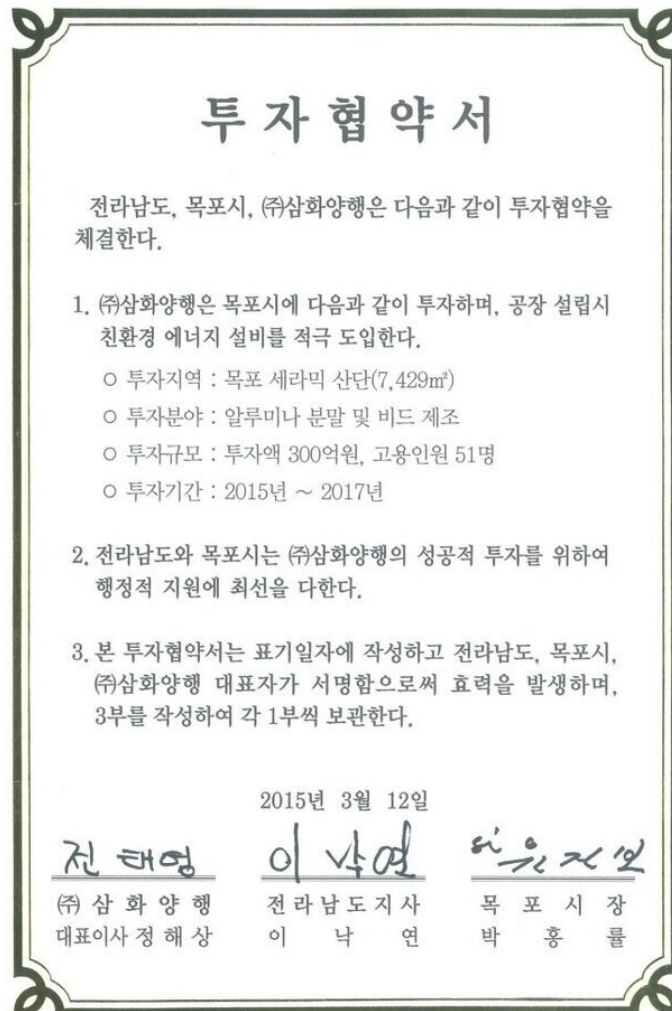 투 자 협 약 서
전라남도, 목포시, ㈜삼화양행은 다음과 같이 투자협약을
체결한다.
1. ㈜삼화양행은 목포시에 다음과 같이 투자하며, 공장 설립시
친환경 에너지 설비를 적극 도입한다.
○ 투자지역 : 목포 세라믹 산단(7,429㎡)
○ 투자분야 : 알루미나 분말 및 비드 제조
○ 투자규모 : 투자액 300억원, 고용인원 51명
○ 투자기간 : 2015년 ~ 2017년
2. 전라남도와 목포시는 ㈜삼화양행의 성공적 투자를 위하여
행정적 지원에 최선을 다한다.
3. 본 투자협약서는 표기일자에 작성하고 전라남도, 목포시,
㈜삼화양행 대표자가 서명함으로써 효력을 발생하며,
3부를 작성하여 각 1부씩 보관한다.
2015년 3월 12일
전태영 이낙연
㈜ 삼 화 양 행 전 라 남 도 지 사 목 포 시 장
대표이사 정 해 상 이 낙 연 박 홍 률